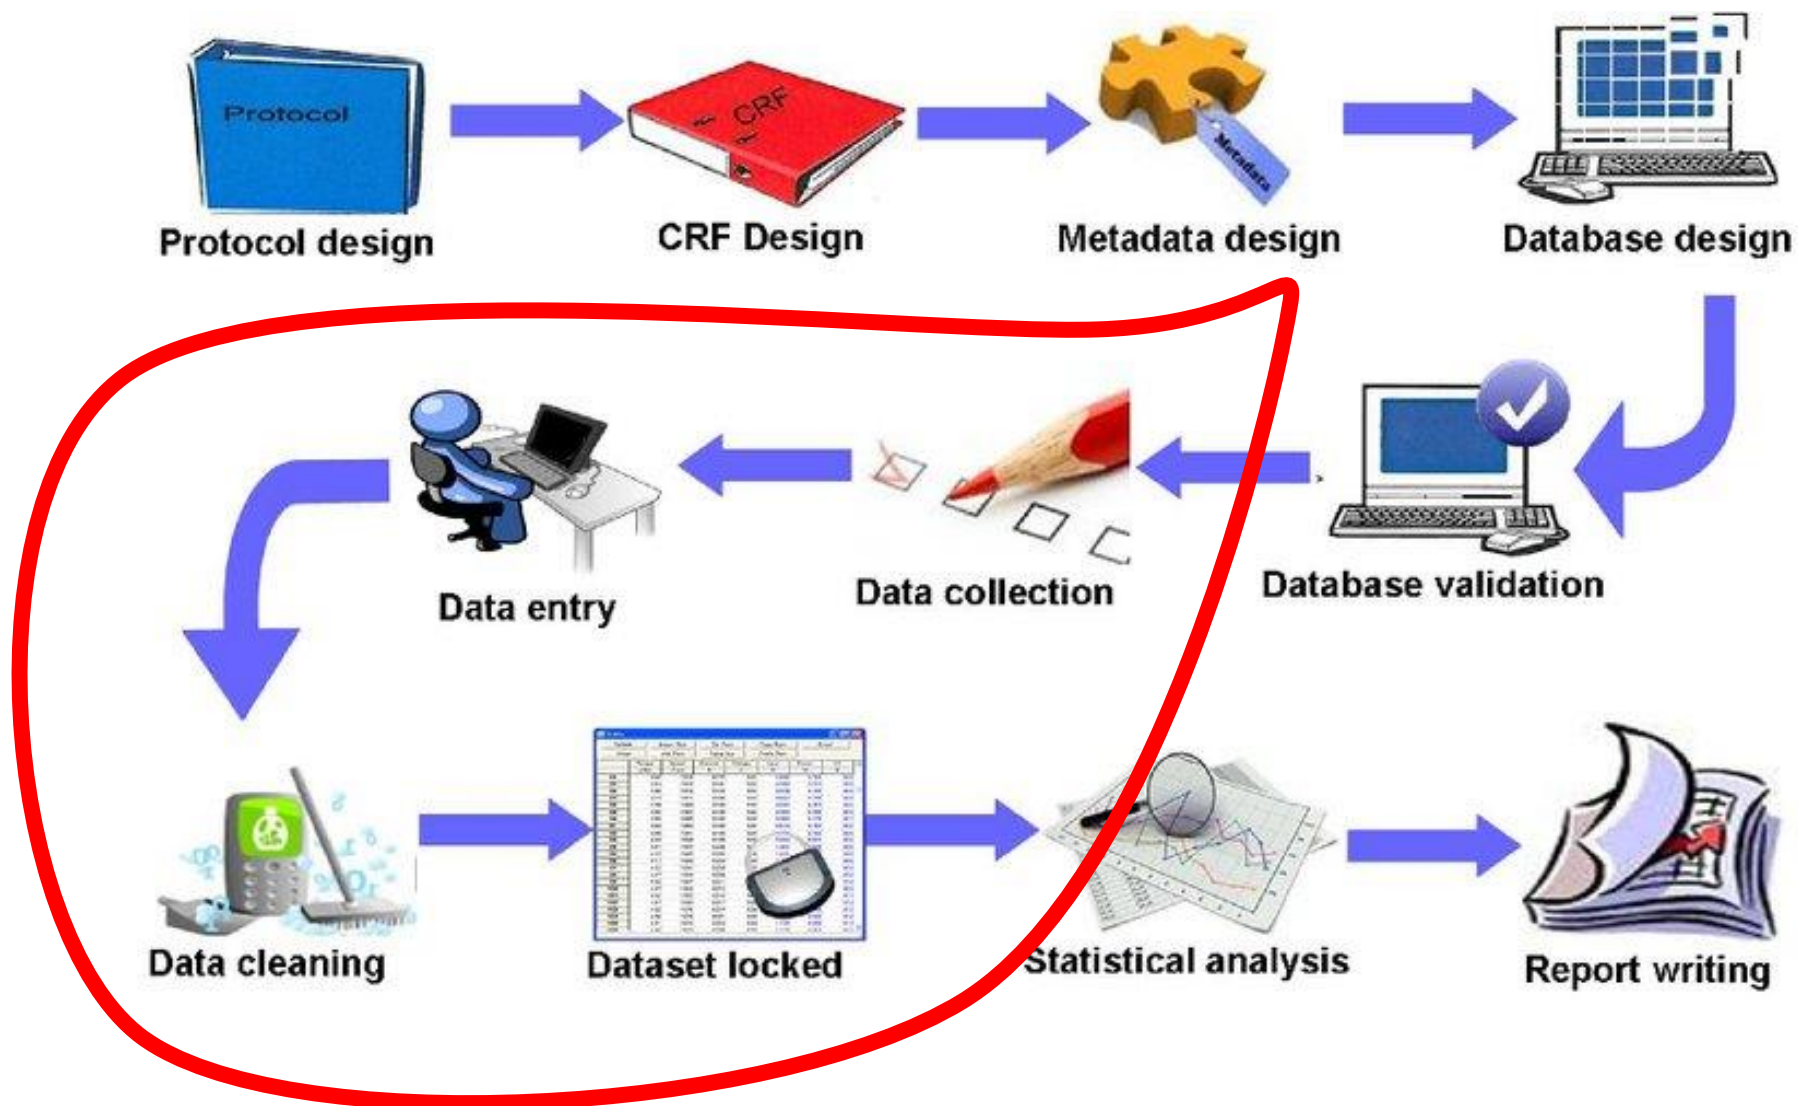 Protocol
CRF
Metadata
Protocol design
CRF Design
Metadata design
Database design
Data entry
Data collection
Database validation
Data cleaning
Dataset locked
Statistical analysis
Report writing